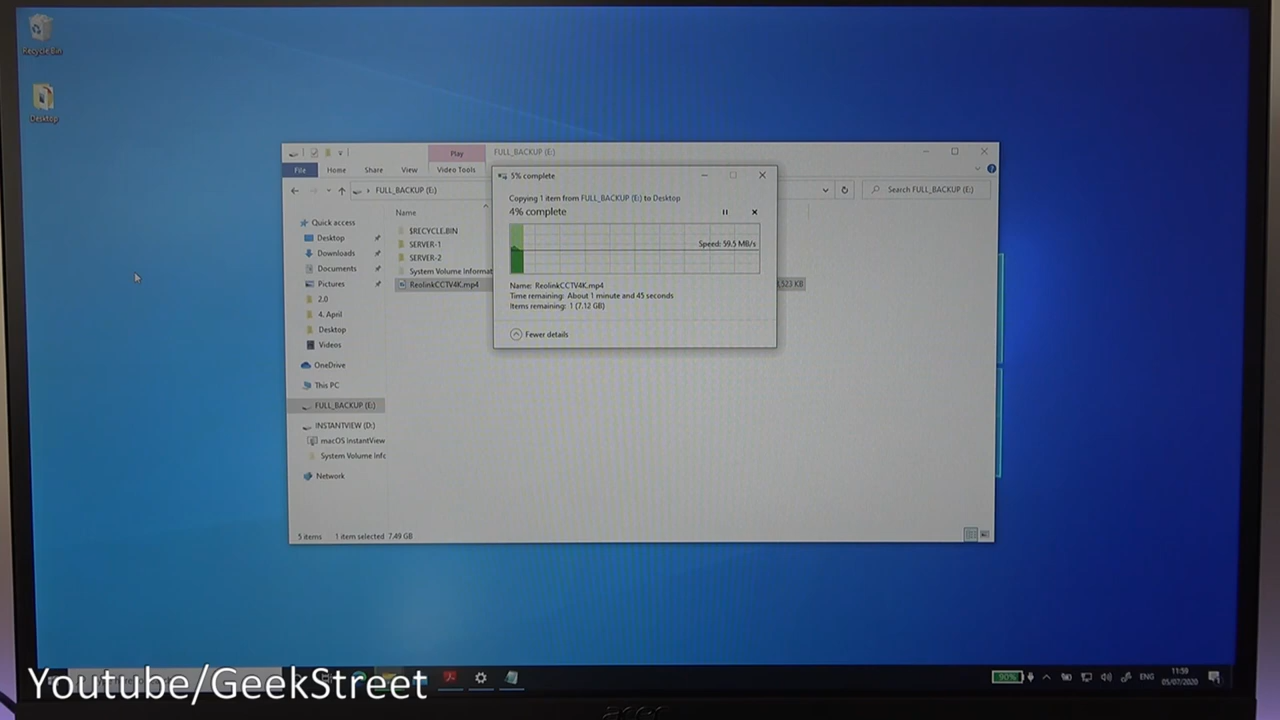 Recycle Bin
Desktop
Play
FULL_BACKUP (E:)
File
Home
Share
View
Video Tools
FULL_BACKUP (E:)
Search FULL_BACKUP (E:)
Quick access
Desktop
Downloads
Documents
Pictures
2.0
4. April
Desktop
Videos
OneDrive
This PC
FULL_BACKUP (E:)
INSTANTVIEW (D:)
macOS InstantView
System Volume Info
Network
Name
$RECYCLE.BIN
SERVER-1
SERVER-2
System Volume Informat
ReolinkCCTV4K.mp4
,523 KB
5% complete
Copying 1 item from FULL_BACKUP (E:) to Desktop
4% complete
Speed: 59.5 MB/s
Name: ReolinkCCTV4K.mp4
Time remaining: About 1 minute and 45 seconds
Items remaining: 1 (7.12 GB)
Fewer details
5 items
1 item selected 7.49 GB
90%
ENG
11:59
05/07/2020
Youtube/GeekStreet
acer